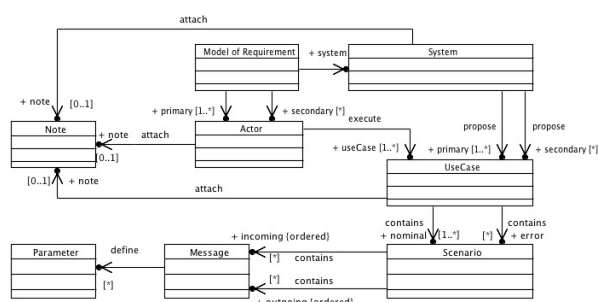 attach
Model of Requirement
+ system
System
+ note
[0..1]
+ primary [1..*]
+ secondary [*]
execute
propose
propose
Note
+ note
attach
Actor
[0..1]
+ useCase [1..*]
+ primary [1..*]
+ secondary [*]
UseCase
[0..1]
+ note
attach
contains
contains
+ nominal
[1..*]
[*]
+ error
+ incoming {ordered}
Parameter
define
Message
[*]
contains
Scenario
[*]
[*]
contains
+ outgoing {ordered}